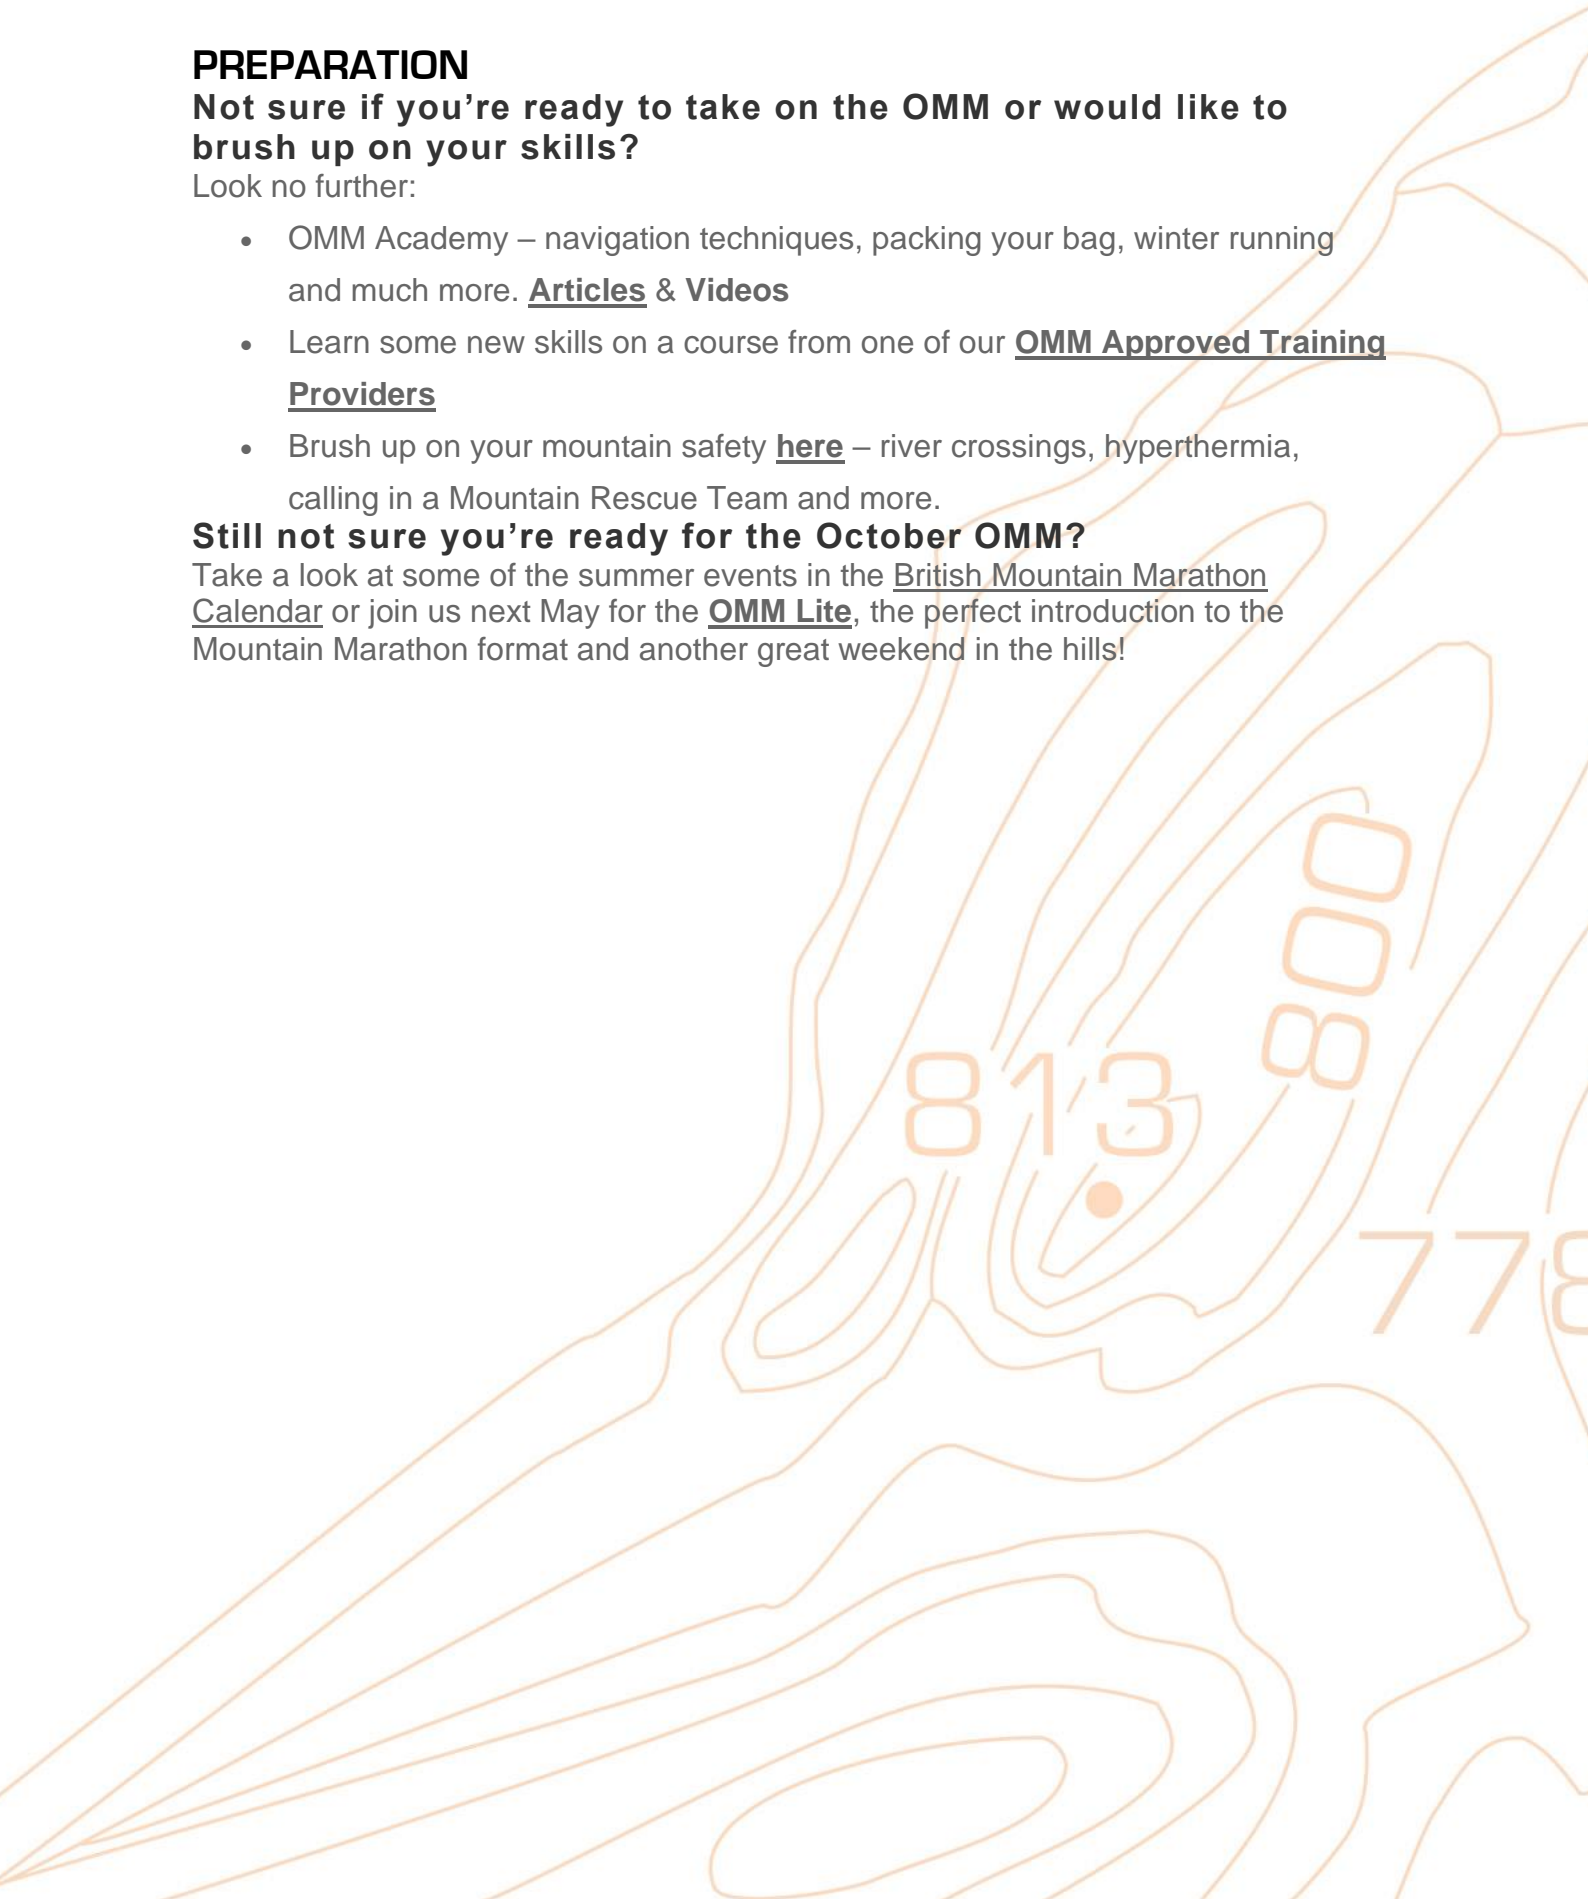 PREPARATION
Not sure if you’re ready to take on the OMM or would like to
brush up on your skills?
Look no further:
• OMM Academy – navigation techniques, packing your bag, winter running
and much more. Articles & Videos
• Learn some new skills on a course from one of our OMM Approved Training
Providers
• Brush up on your mountain safety here – river crossings, hyperthermia,
calling in a Mountain Rescue Team and more.
Still not sure you’re ready for the October OMM?
Take a look at some of the summer events in the British Mountain Marathon
Calendar or join us next May for the OMM Lite, the perfect introduction to the
Mountain Marathon format and another great weekend in the hills!
800
813
778